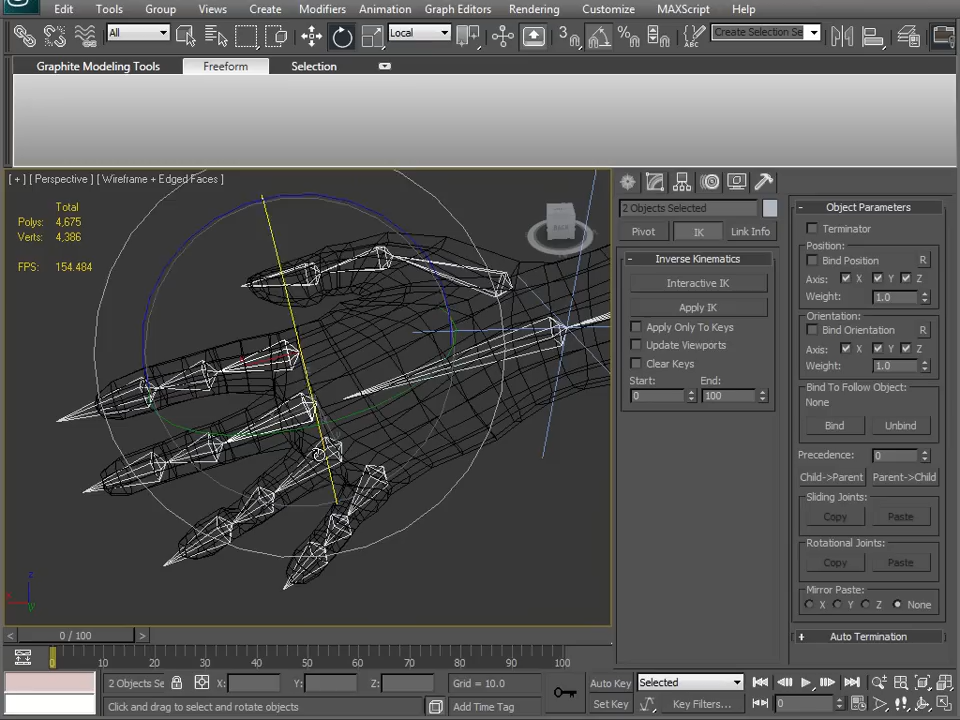 Edit Tools Group Views Create Modifiers Animation Graph Editors Rendering Customize MAXScript Help
All Local 3 ABC Create Selection Se
Graphite Modeling Tools Freeform Selection
[ + ] [ Perspective ] [ Wireframe + Edged Faces ]
Total
Polys: 4,675
Verts: 4,386
FPS: 154.484
2 Objects Selected
Pivot IK Link Info
- Inverse Kinematics
Interactive IK
Apply IK
Apply Only To Keys
Update Viewports
Clear Keys
Start: End:
0 100
- Object Parameters
Terminator
Position:
Bind Position R
Axis: X Y Z
Weight: 1.0
Orientation:
Bind Orientation R
Axis: X Y Z
Weight: 1.0
Bind To Follow Object:
None
Bind Unbind
Precedence: 0
Child->Parent Parent->Child
Sliding Joints:
Copy Paste
Rotational Joints:
Copy Paste
Mirror Paste:
X Y Z None
+ Auto Termination
z
x
y
< 0 / 100 >
0 10 20 30 40 50 60 70 80 90 100
2 Objects Se X: Y: Z: Grid = 10.0 Auto Key Selected
Click and drag to select and rotate objects Add Time Tag Set Key Key Filters... 0